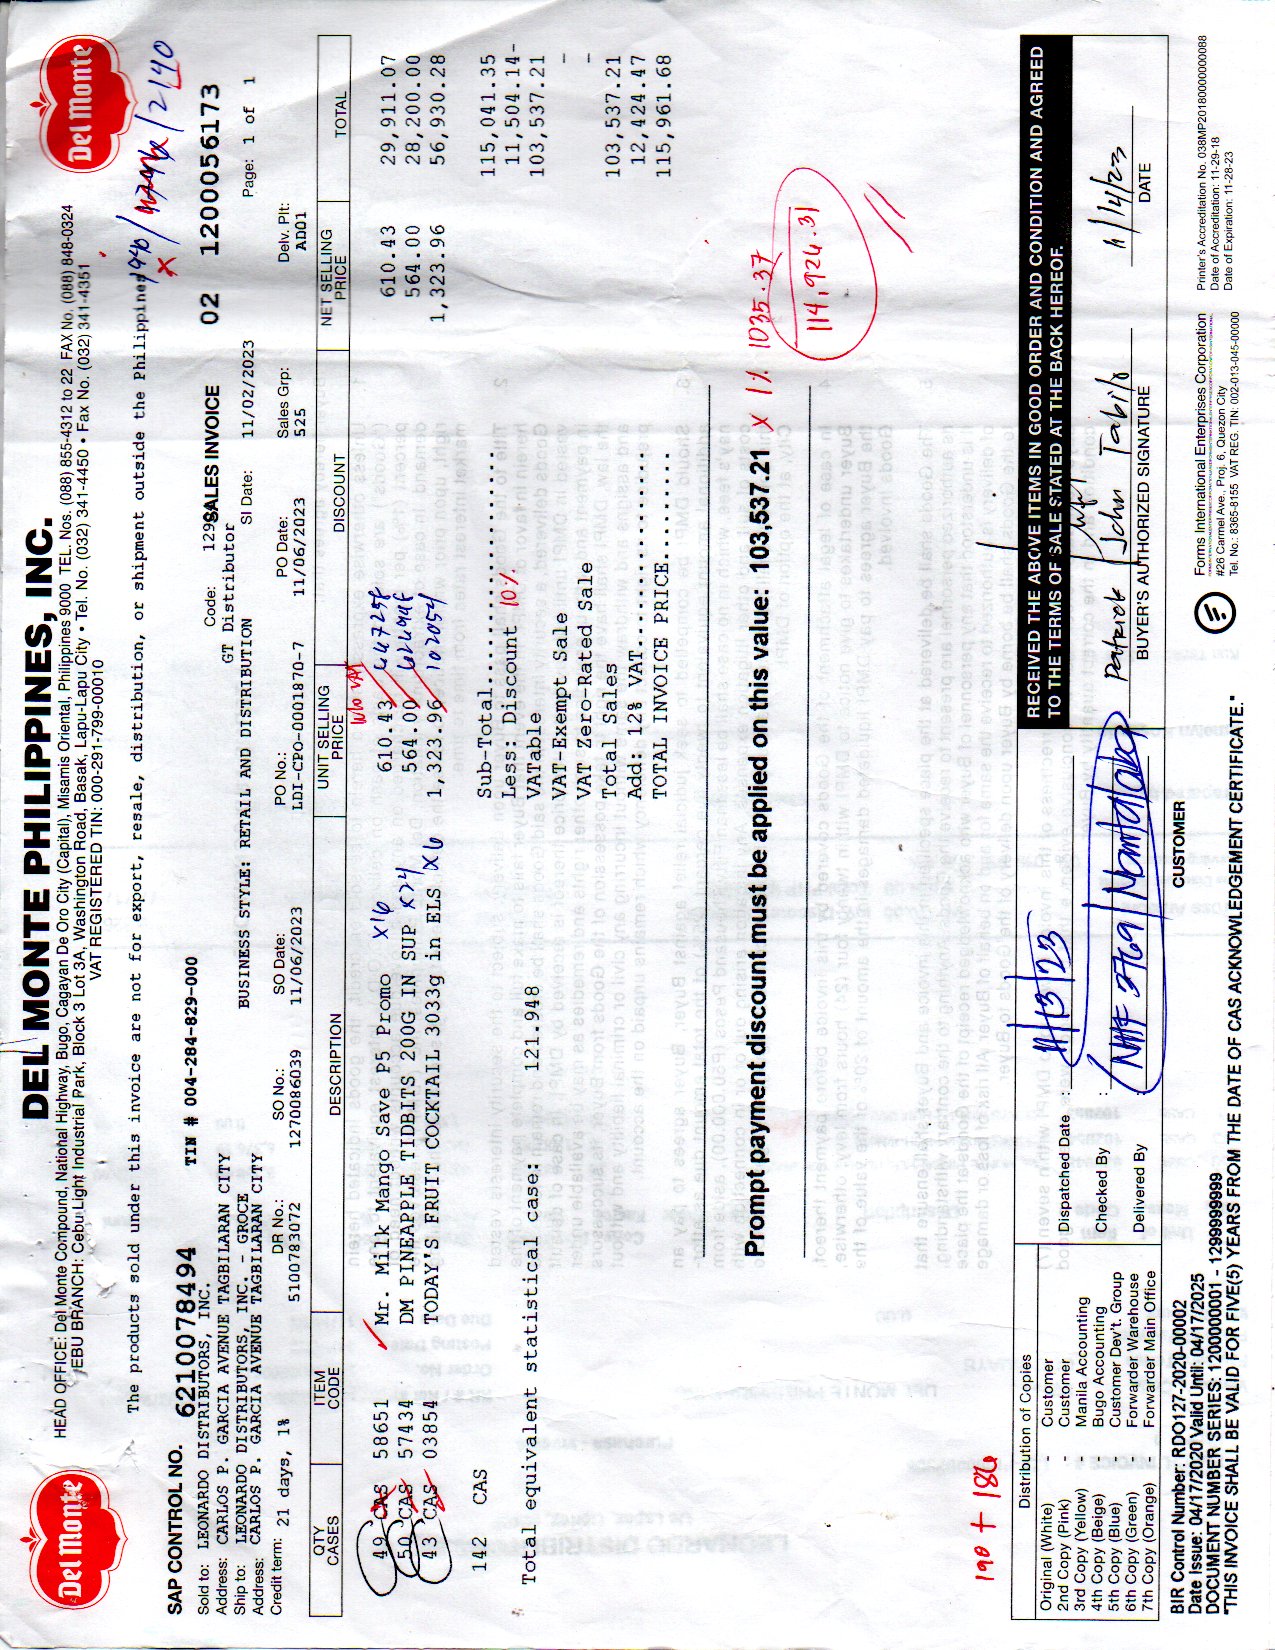 Del Monte
DEL MONTE PHILIPPINES, INC.
Del Monte
HEAD OFFICE: Del Monte Compound, National Highway, Bugo, Cagayan De Oro City (Capital), Misamis Oriental, Philippines 9000 TEL. Nos. (088) 855-4312 to 22 FAX No. (088) 848-0324
CEBU BRANCH: Cebu Light Industrial Park, Block 3 Lot 3A, Washington Road, Basak, Lapu-Lapu City • Tel. No. (032) 341-4450 • Fax No. (032) 341-4351
VAT REGISTERED TIN: 000-291-799-00010
The products sold under this invoice are not for export, resale, distribution, or shipment outside the Philippines
x / 2140
SAP CONTROL NO. 6210078494 TIN # 004-284-829-000 Code: SALES INVOICE 02 1200056173
Sold to: LEONARDO DISTRIBUTORS, INC. GT Distributor
Address: CARLOS P. GARCIA AVENUE TAGBILARAN CITY BUSINESS STYLE: RETAIL AND DISTRIBUTION SI Date: 11/02/2023 Page: 1 of 1
Ship to: LEONARDO DISTRIBUTORS, INC. - GROCE
Address: CARLOS P. GARCIA AVENUE TAGBILARAN CITY
Credit term: 21 days, 1% DR No.: SO No.: SO Date: PO No.: PO Date: Sales Grp: Delv. Plt:
5100783072 1270086039 11/06/2023 LDI-CPO-0001870-7 11/06/2023 525 AD01
QTY CASES ITEM CODE DESCRIPTION UNIT SELLING PRICE DISCOUNT NET SELLING PRICE TOTAL
w/o VAT
49 CAS 58651 Mr. Milk Mango Save P5 Promo x16 610.43 647258 610.43 29,911.07
50 CAS 57434 DM PINEAPPLE TIDBITS 200G IN SUP x24 564.00 564.00 28,200.00
43 CAS 03854 TODAY'S FRUIT COCKTAIL 3033g in ELS x6 1,323.96 102054 1,323.96 56,930.28
142 CAS Sub-Total 115,041.35
Less: Discount 10% 11,504.14-
Total equivalent statistical case: 121.948 VATable 103,537.21
VAT-Exempt Sale -
VAT Zero-Rated Sale -
Total Sales 103,537.21
Add: 12% VAT 12,424.47
TOTAL INVOICE PRICE 115,961.68
Prompt payment discount must be applied on this value: 103,537.21 x 1% 1035.37
114,924.31
190 + 186
Distribution of Copies
Original (White) - Customer
2nd Copy (Pink) - Customer
3rd Copy (Yellow) - Manila Accounting
4th Copy (Beige) - Bugo Accounting
5th Copy (Blue) - Customer Dev't. Group
6th Copy (Green) - Forwarder Warehouse
7th Copy (Orange) - Forwarder Main Office
Dispatched Date : 11/13/23
Checked By :
Delivered By : NMF 2769
CUSTOMER
RECEIVED THE ABOVE ITEMS IN GOOD ORDER AND CONDITION AND AGREED
TO THE TERMS OF SALE STATED AT THE BACK HEREOF.
Patrick John Tabilo 11/14/23
BUYER'S AUTHORIZED SIGNATURE DATE
BIR Control Number: RDO127-2020-00002
Date Issue: 04/17/2020 Valid Until: 04/17/2025
DOCUMENT NUMBER SERIES: 1200000001 - 1299999999
"THIS INVOICE SHALL BE VALID FOR FIVE(5) YEARS FROM THE DATE OF CAS ACKNOWLEDGEMENT CERTIFICATE."
Forms International Enterprises Corporation
#26 Carmel Ave., Proj. 6, Quezon City
Tel. No.: 8365-8155 VAT REG. TIN: 002-013-045-00000
Printer's Accreditation No. 038MP20180000000088
Date of Accreditation: 11-29-18
Date of Expiration: 11-28-23